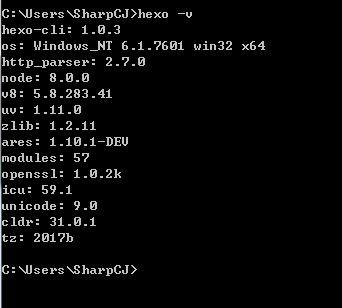 C:\Users\SharpCJ>hexo -v
hexo-cli: 1.0.3
os: Windows_NT 6.1.7601 win32 x64
http_parser: 2.7.0
node: 8.0.0
v8: 5.8.283.41
uv: 1.11.0
zlib: 1.2.11
ares: 1.10.1-DEV
modules: 57
openssl: 1.0.2k
icu: 59.1
unicode: 9.0
cldr: 31.0.1
tz: 2017b
C:\Users\SharpCJ>